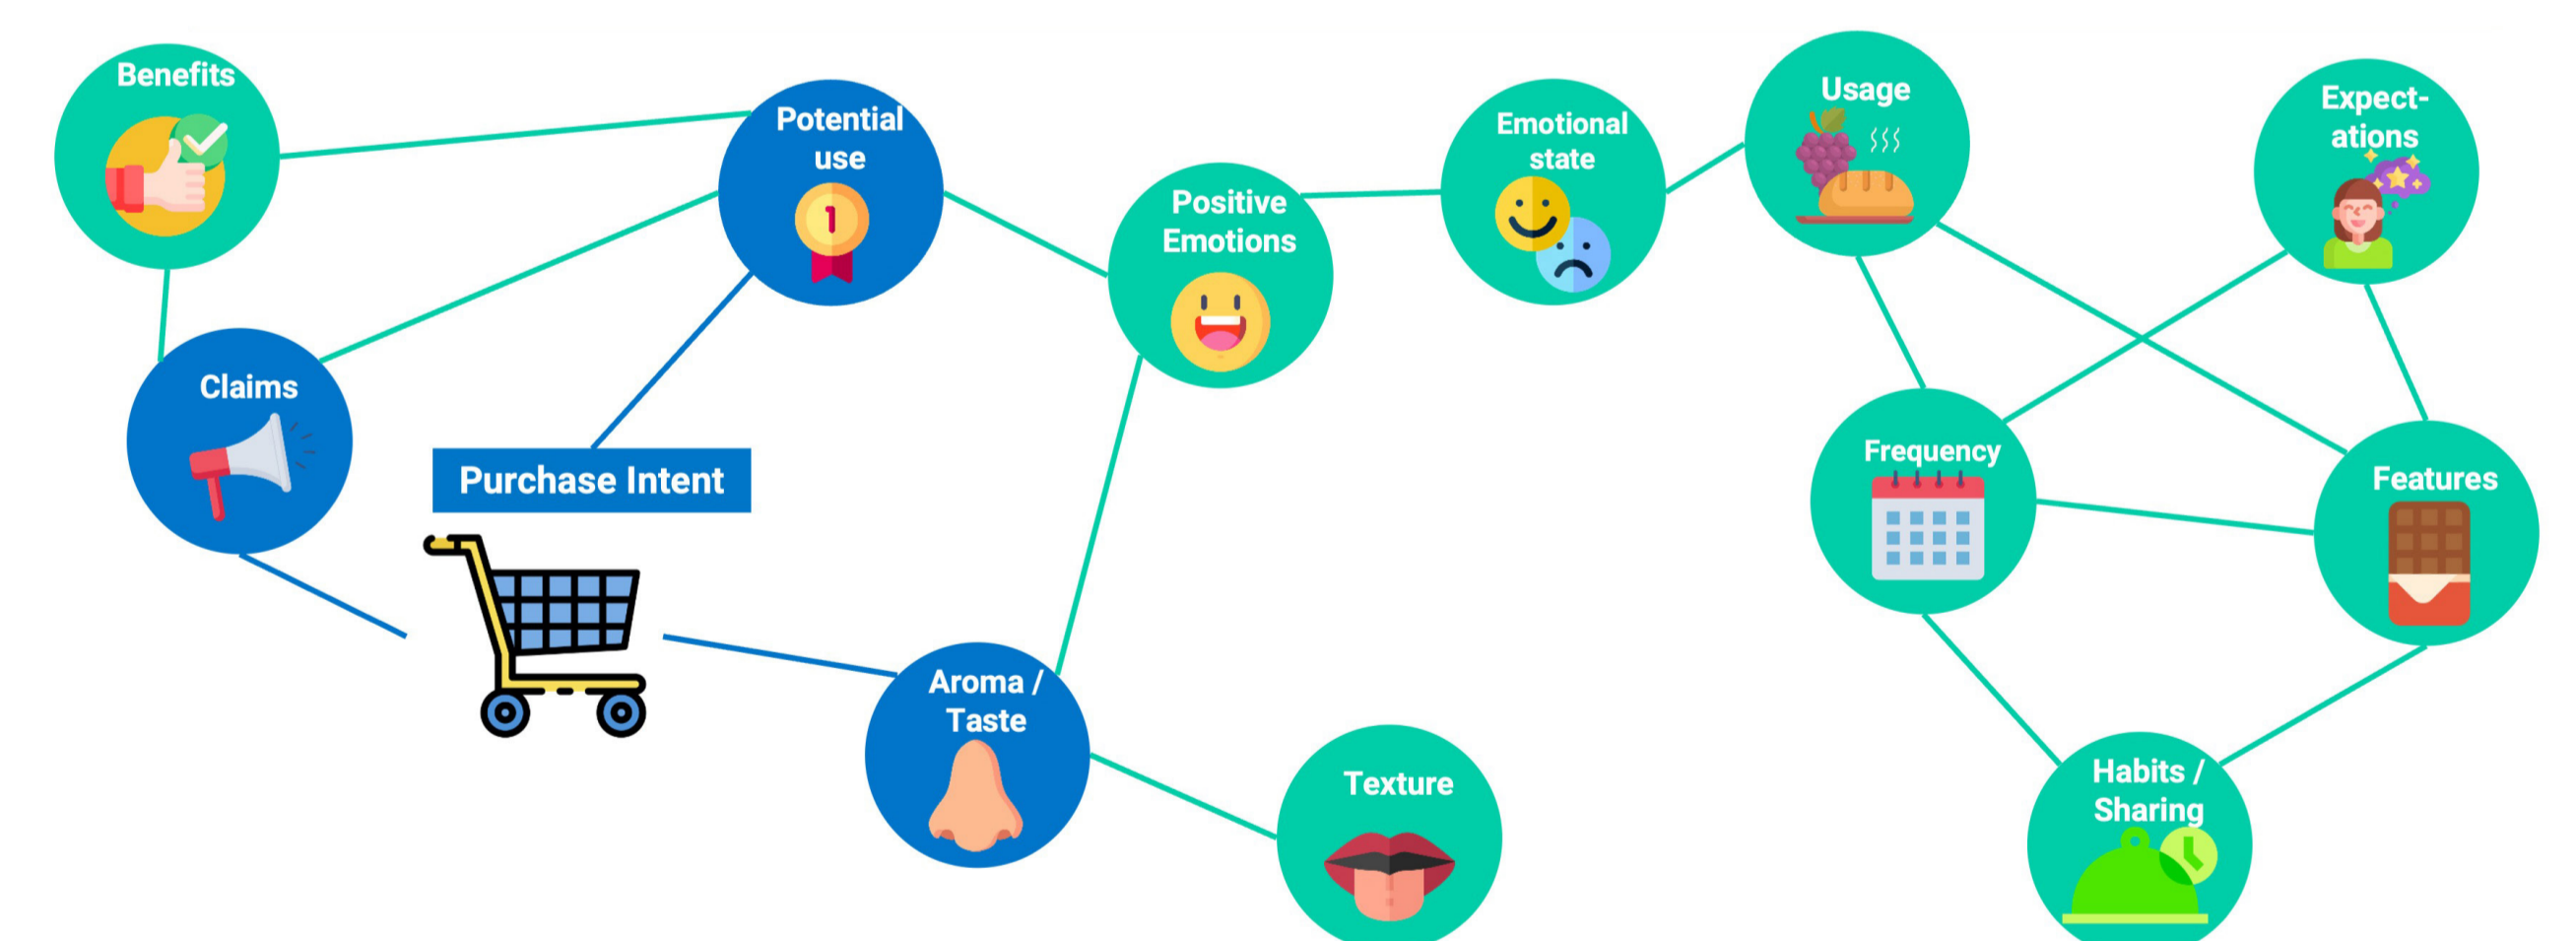 Benefits
Potential
use
Positive
Emotions
Emotional
state
Usage
Expect-
ations
Claims
Purchase Intent
Frequency
Features
Aroma /
Taste
Texture
Habits /
Sharing
1